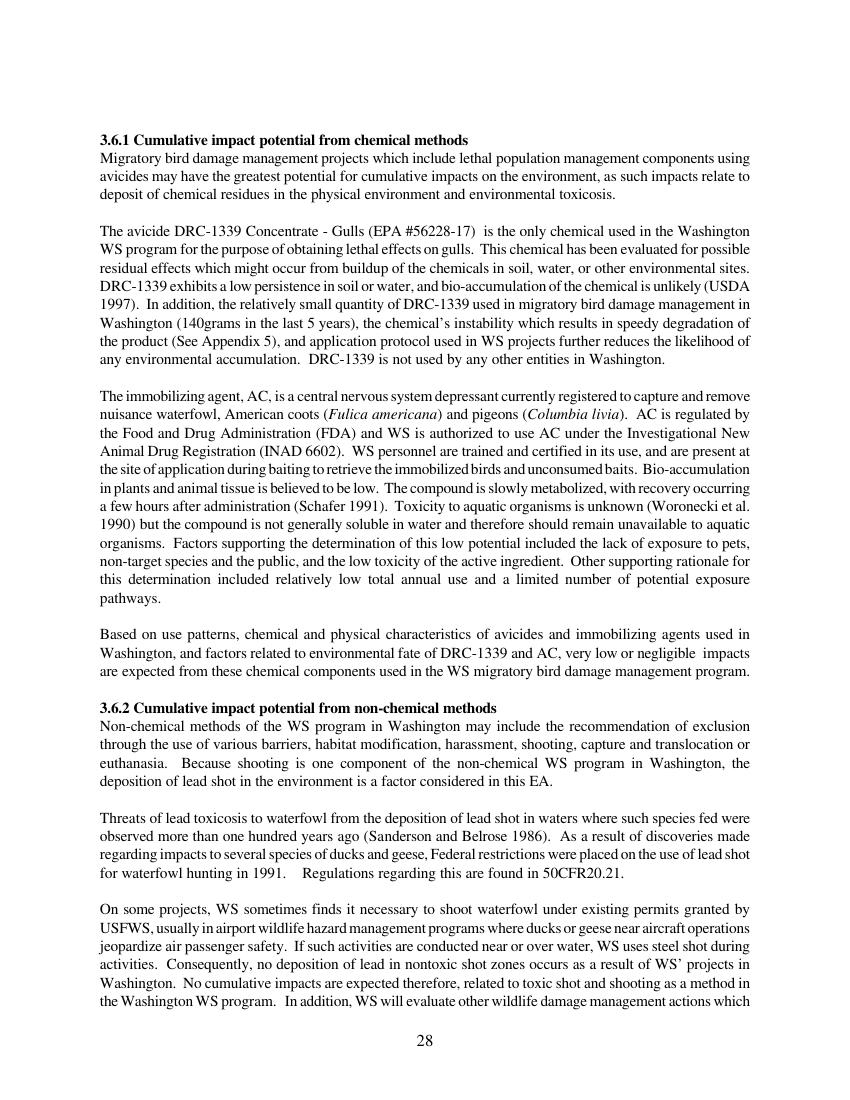 3.6.1 Cumulative impact potential from chemical methods
Migratory bird damage management projects which include lethal population management components using
avicides may have the greatest potential for cumulative impacts on the environment, as such impacts relate to
deposit of chemical residues in the physical environment and environmental toxicosis.
The avicide DRC-1339 Concentrate - Gulls (EPA #56228-17) is the only chemical used in the Washington
WS program for the purpose of obtaining lethal effects on gulls. This chemical has been evaluated for possible
residual effects which might occur from buildup of the chemicals in soil, water, or other environmental sites.
DRC-1339 exhibits a low persistence in soil or water, and bio-accumulation of the chemical is unlikely (USDA
1997). In addition, the relatively small quantity of DRC-1339 used in migratory bird damage management in
Washington (140grams in the last 5 years), the chemical's instability which results in speedy degradation of
the product (See Appendix 5), and application protocol used in WS projects further reduces the likelihood of
any environmental accumulation. DRC-1339 is not used by any other entities in Washington.
The immobilizing agent, AC, is a central nervous system depressant currently registered to capture and remove
nuisance waterfowl, American coots (Fulica americana) and pigeons (Columbia livia). AC is regulated by
the Food and Drug Administration (FDA) and WS is authorized to use AC under the Investigational New
Animal Drug Registration (INAD 6602). WS personnel are trained and certified in its use, and are present at
the site of application during baiting to retrieve the immobilized birds and unconsumed baits. Bio-accumulation
in plants and animal tissue is believed to be low. The compound is slowly metabolized, with recovery occurring
a few hours after administration (Schafer 1991). Toxicity to aquatic organisms is unknown (Woronecki et al.
1990) but the compound is not generally soluble in water and therefore should remain unavailable to aquatic
organisms. Factors supporting the determination of this low potential included the lack of exposure to pets,
non-target species and the public, and the low toxicity of the active ingredient. Other supporting rationale for
this determination included relatively low total annual use and a limited number of potential exposure
pathways.
Based on use patterns, chemical and physical characteristics of avicides and immobilizing agents used in
Washington, and factors related to environmental fate of DRC-1339 and AC, very low or negligible impacts
are expected from these chemical components used in the WS migratory bird damage management program.
3.6.2 Cumulative impact potential from non-chemical methods
Non-chemical methods of the WS program in Washington may include the recommendation of exclusion
through the use of various barriers, habitat modification, harassment, shooting, capture and translocation or
euthanasia. Because shooting is one component of the non-chemical WS program in Washington, the
deposition of lead shot in the environment is a factor considered in this EA.
Threats of lead toxicosis to waterfowl from the deposition of lead shot in waters where such species fed were
observed more than one hundred years ago (Sanderson and Belrose 1986). As a result of discoveries made
regarding impacts to several species of ducks and geese, Federal restrictions were placed on the use of lead shot
for waterfowl hunting in 1991. Regulations regarding this are found in 50CFR20.21.
On some projects, WS sometimes finds it necessary to shoot waterfowl under existing permits granted by
USFWS, usually in airport wildlife hazard management programs where ducks or geese near aircraft operations
jeopardize air passenger safety. If such activities are conducted near or over water, WS uses steel shot during
activities. Consequently, no deposition of lead in nontoxic shot zones occurs as a result of WS' projects in
Washington. No cumulative impacts are expected therefore, related to toxic shot and shooting as a method in
the Washington WS program. In addition, WS will evaluate other wildlife damage management actions which
28